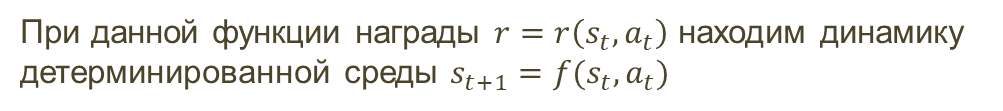 При данной функции награды r = r(s_t, a_t) находим динамику
детерминированной среды s_{t+1} = f(s_t, a_t)